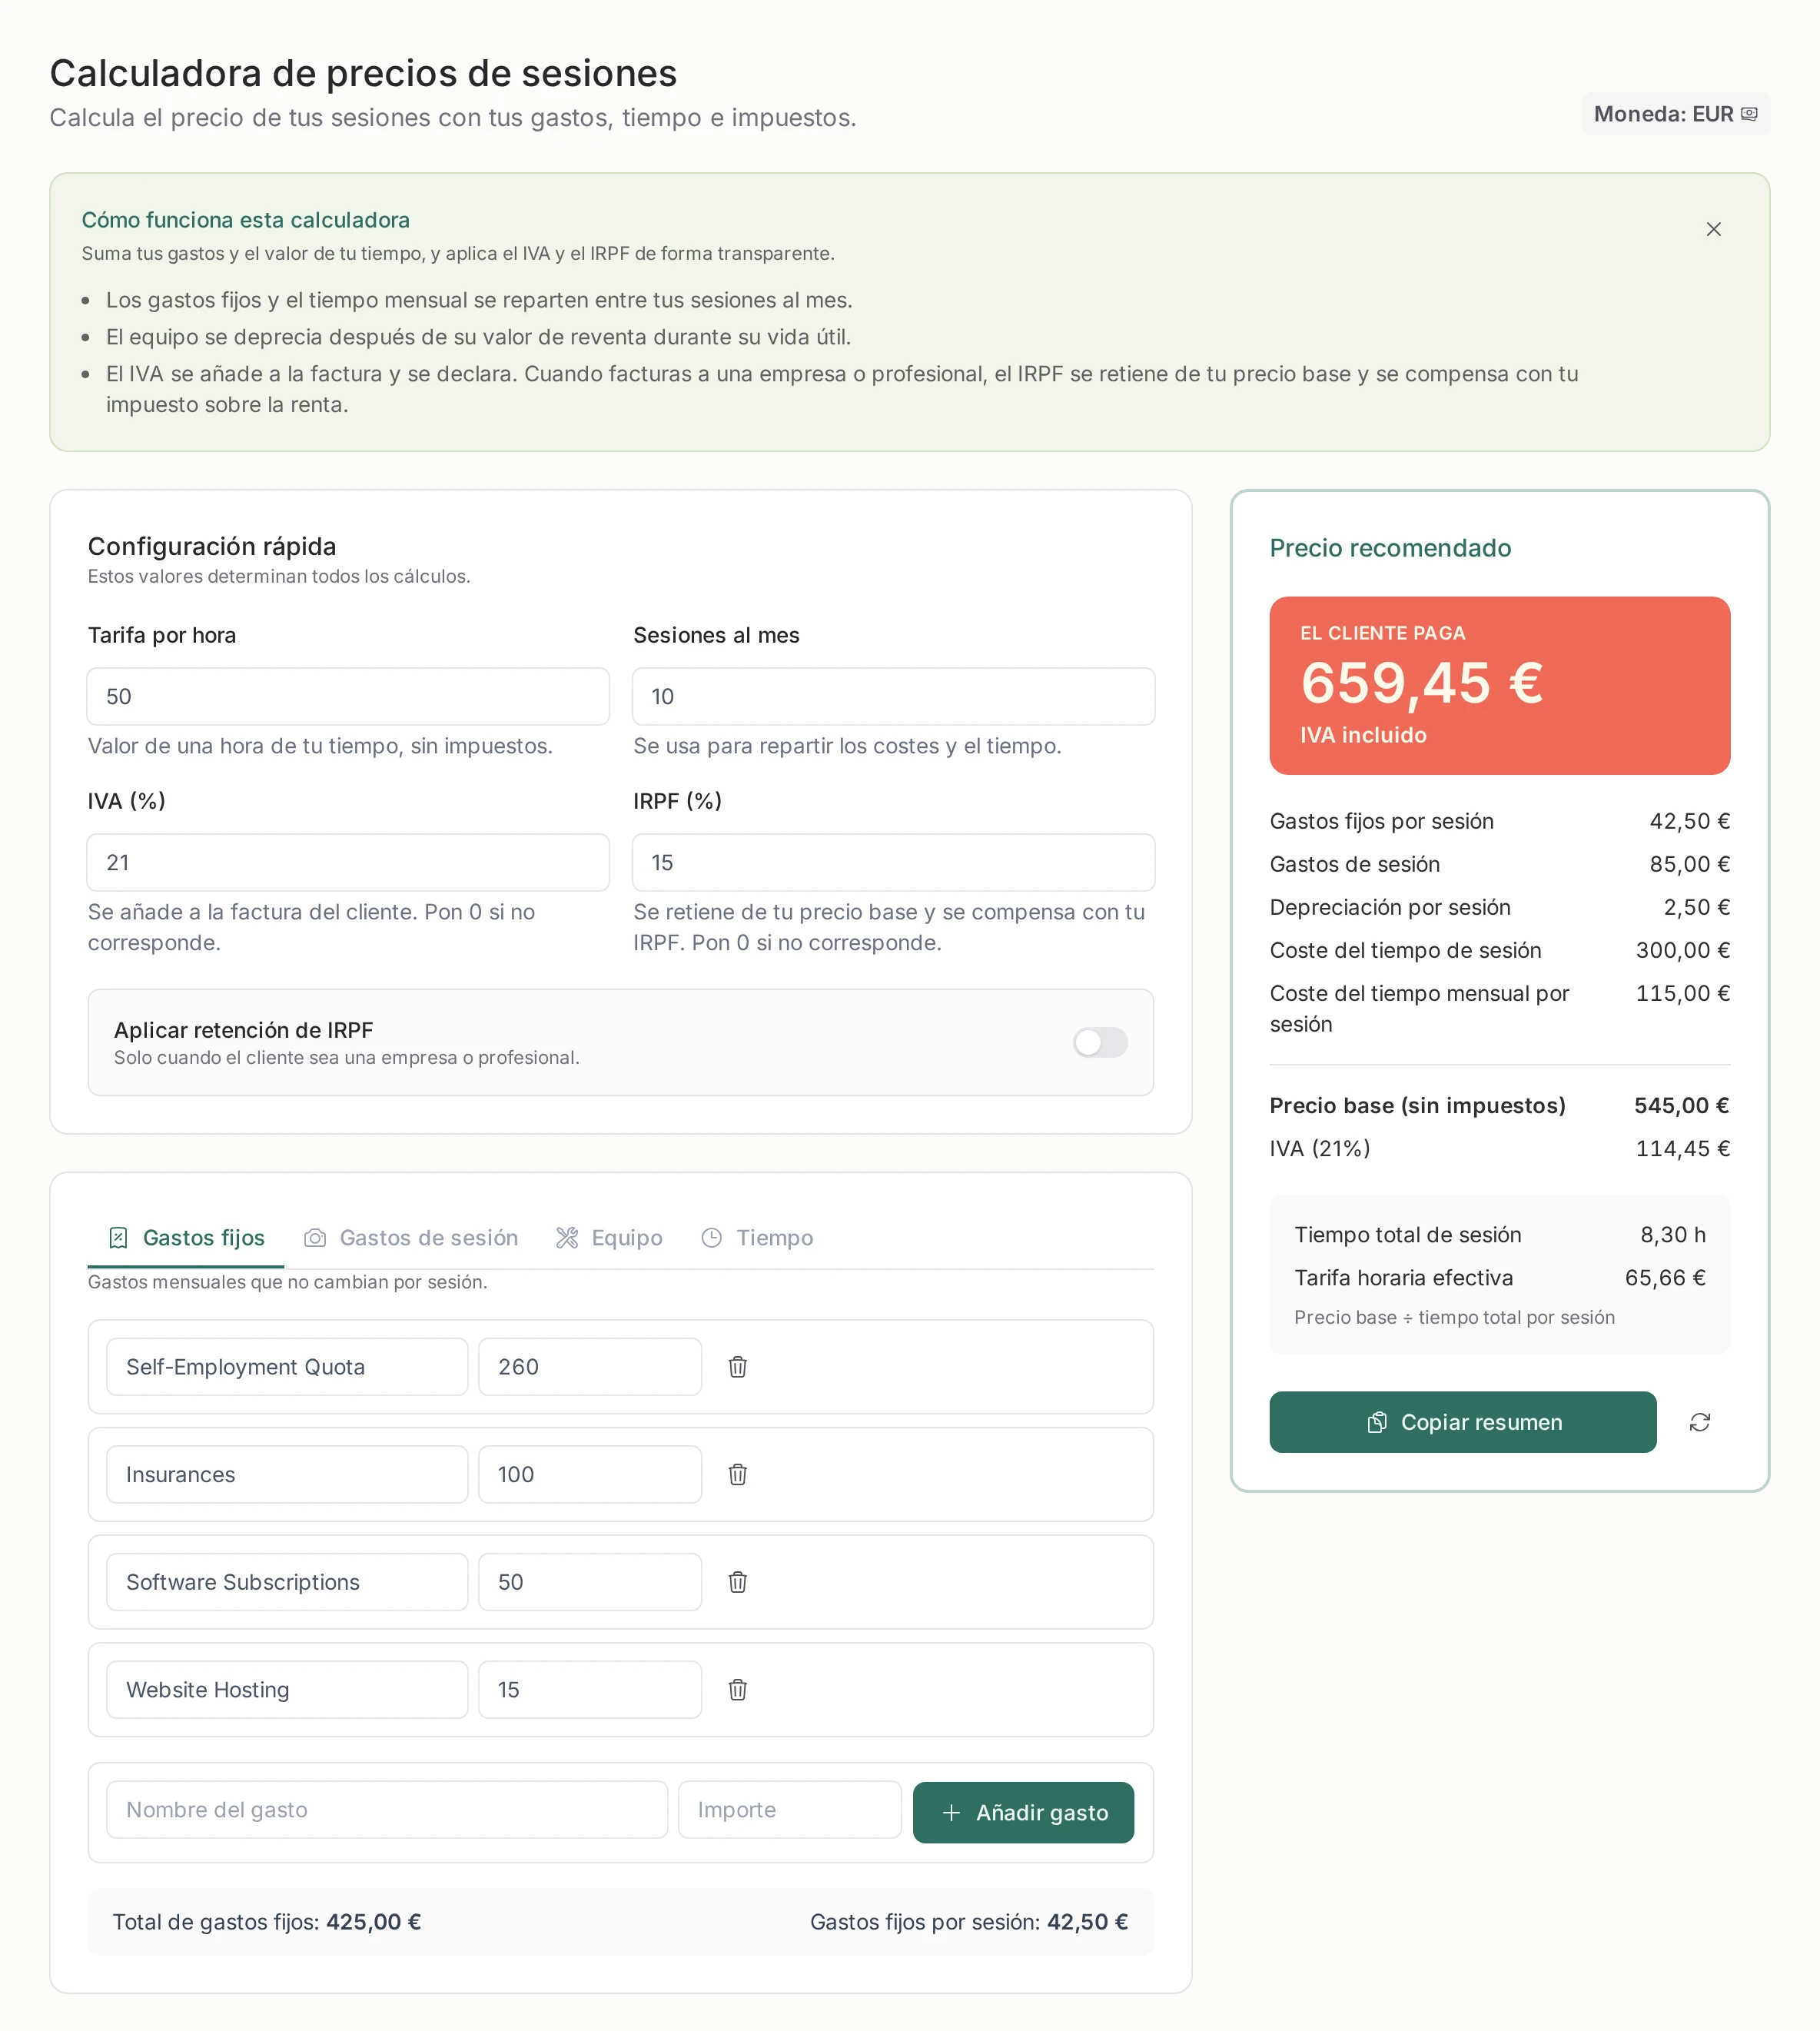 Calculadora de precios de sesiones
Calcula el precio de tus sesiones con tus gastos, tiempo e impuestos.
Moneda: EUR
Cómo funciona esta calculadora
Suma tus gastos y el valor de tu tiempo, y aplica el IVA y el IRPF de forma transparente.
Los gastos fijos y el tiempo mensual se reparten entre tus sesiones al mes.
El equipo se deprecia después de su valor de reventa durante su vida útil.
El IVA se añade a la factura y se declara. Cuando facturas a una empresa o profesional, el IRPF se retiene de tu precio base y se compensa con tu
impuesto sobre la renta.
Configuración rápida
Estos valores determinan todos los cálculos.
Tarifa por hora
50
Valor de una hora de tu tiempo, sin impuestos.
Sesiones al mes
10
Se usa para repartir los costes y el tiempo.
IVA (%)
21
Se añade a la factura del cliente. Pon 0 si no
corresponde.
IRPF (%)
15
Se retiene de tu precio base y se compensa con tu
IRPF. Pon 0 si no corresponde.
Aplicar retención de IRPF
Solo cuando el cliente sea una empresa o profesional.
Gastos fijos
Gastos de sesión
Equipo
Tiempo
Gastos mensuales que no cambian por sesión.
Self-Employment Quota
260
Insurances
100
Software Subscriptions
50
Website Hosting
15
Nombre del gasto
Importe
Añadir gasto
Total de gastos fijos: 425,00 €
Gastos fijos por sesión: 42,50 €
Precio recomendado
EL CLIENTE PAGA
659,45 €
IVA incluido
Gastos fijos por sesión 42,50 €
Gastos de sesión 85,00 €
Depreciación por sesión 2,50 €
Coste del tiempo de sesión 300,00 €
Coste del tiempo mensual por 115,00 €
sesión
Precio base (sin impuestos) 545,00 €
IVA (21%) 114,45 €
Tiempo total de sesión 8,30 h
Tarifa horaria efectiva 65,66 €
Precio base ÷ tiempo total por sesión
Copiar resumen